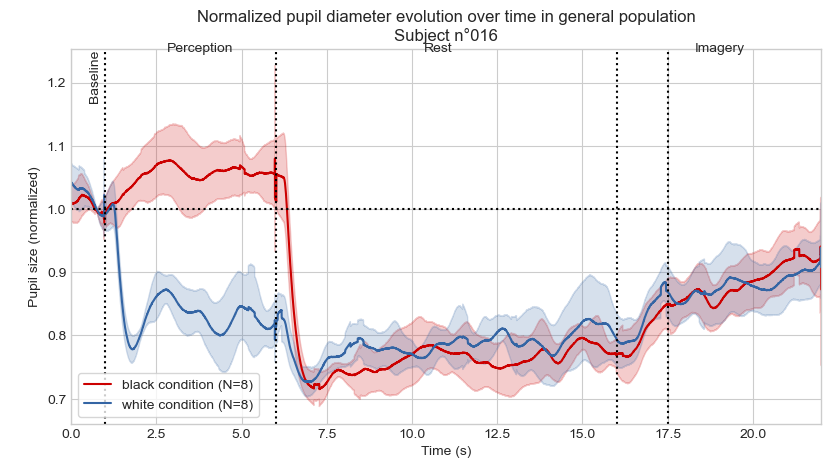 Normalized pupil diameter evolution over time in general population
Subject n°016
Baseline
Perception
Rest
Imagery
Pupil size (normalized)
1.2
1.1
1.0
0.9
0.8
0.7
black condition (N=8)
white condition (N=8)
0.0
2.5
5.0
7.5
10.0
12.5
15.0
17.5
20.0
Time (s)